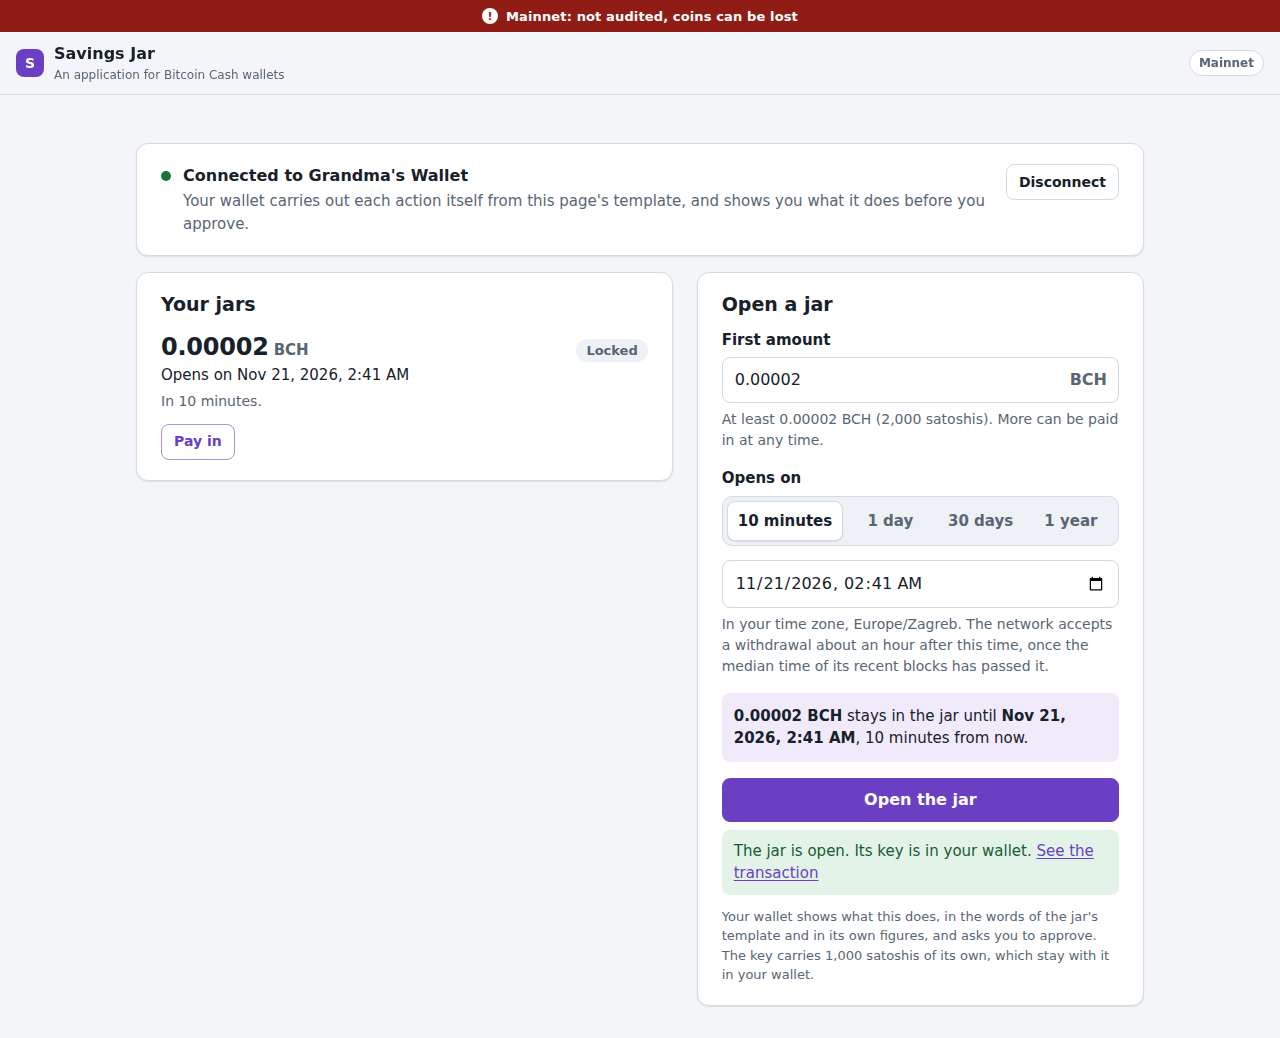 ! Mainnet: not audited, coins can be lost
S
Savings Jar
An application for Bitcoin Cash wallets
Mainnet
Connected to Grandma's Wallet
Your wallet carries out each action itself from this page's template, and shows you what it does before you
approve.
Disconnect
Your jars
0.00002 BCH
Locked
Opens on Nov 21, 2026, 2:41 AM
In 10 minutes.
Pay in
Open a jar
First amount
0.00002 BCH
At least 0.00002 BCH (2,000 satoshis). More can be paid
in at any time.
Opens on
10 minutes 1 day 30 days 1 year
11/21/2026, 02:41 AM
In your time zone, Europe/Zagreb. The network accepts
a withdrawal about an hour after this time, once the
median time of its recent blocks has passed it.
0.00002 BCH stays in the jar until Nov 21,
2026, 2:41 AM, 10 minutes from now.
Open the jar
The jar is open. Its key is in your wallet. See the
transaction
Your wallet shows what this does, in the words of the jar's
template and in its own figures, and asks you to approve.
The key carries 1,000 satoshis of its own, which stay with it
in your wallet.